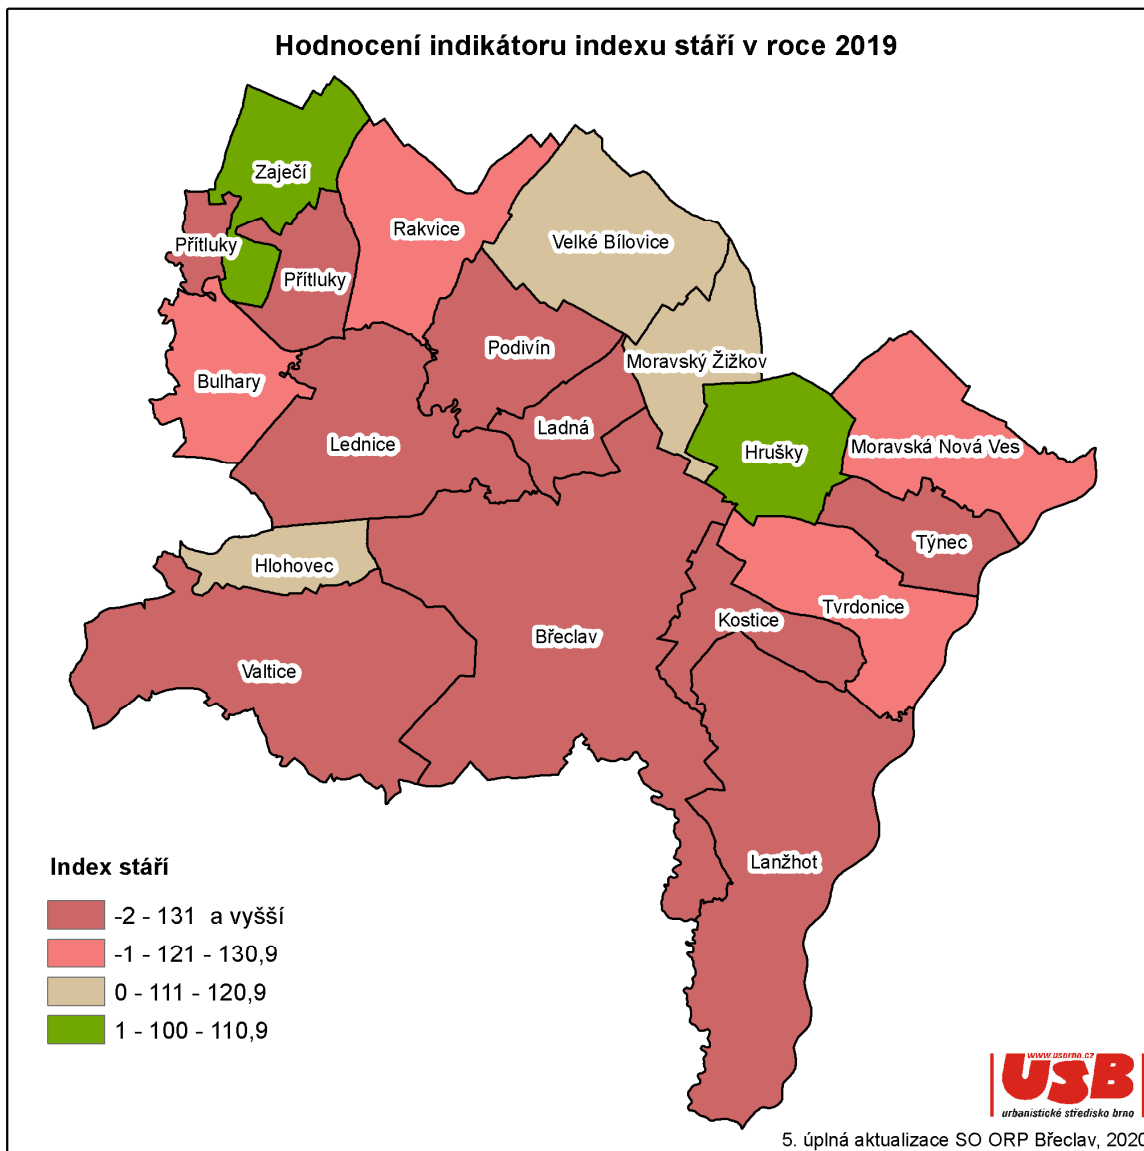 Hodnocení indikátoru indexu stáří v roce 2019
Zaječí
Přítluky
Rakvice
Velké Bílovice
Přítluky
Podivín
Moravský Žižkov
Bulhary
Ladná
Lednice
Hrušky
Moravská Nová Ves
Týnec
Hlohovec
Tvrdonice
Kostice
Břeclav
Valtice
Lanžhot
Index stáří
-2 - 131 a vyšší
-1 - 121 - 130,9
0 - 111 - 120,9
1 - 100 - 110,9
www.usbrno.cz
USB
urbanistické středisko brno
5. úplná aktualizace SO ORP Břeclav, 2020